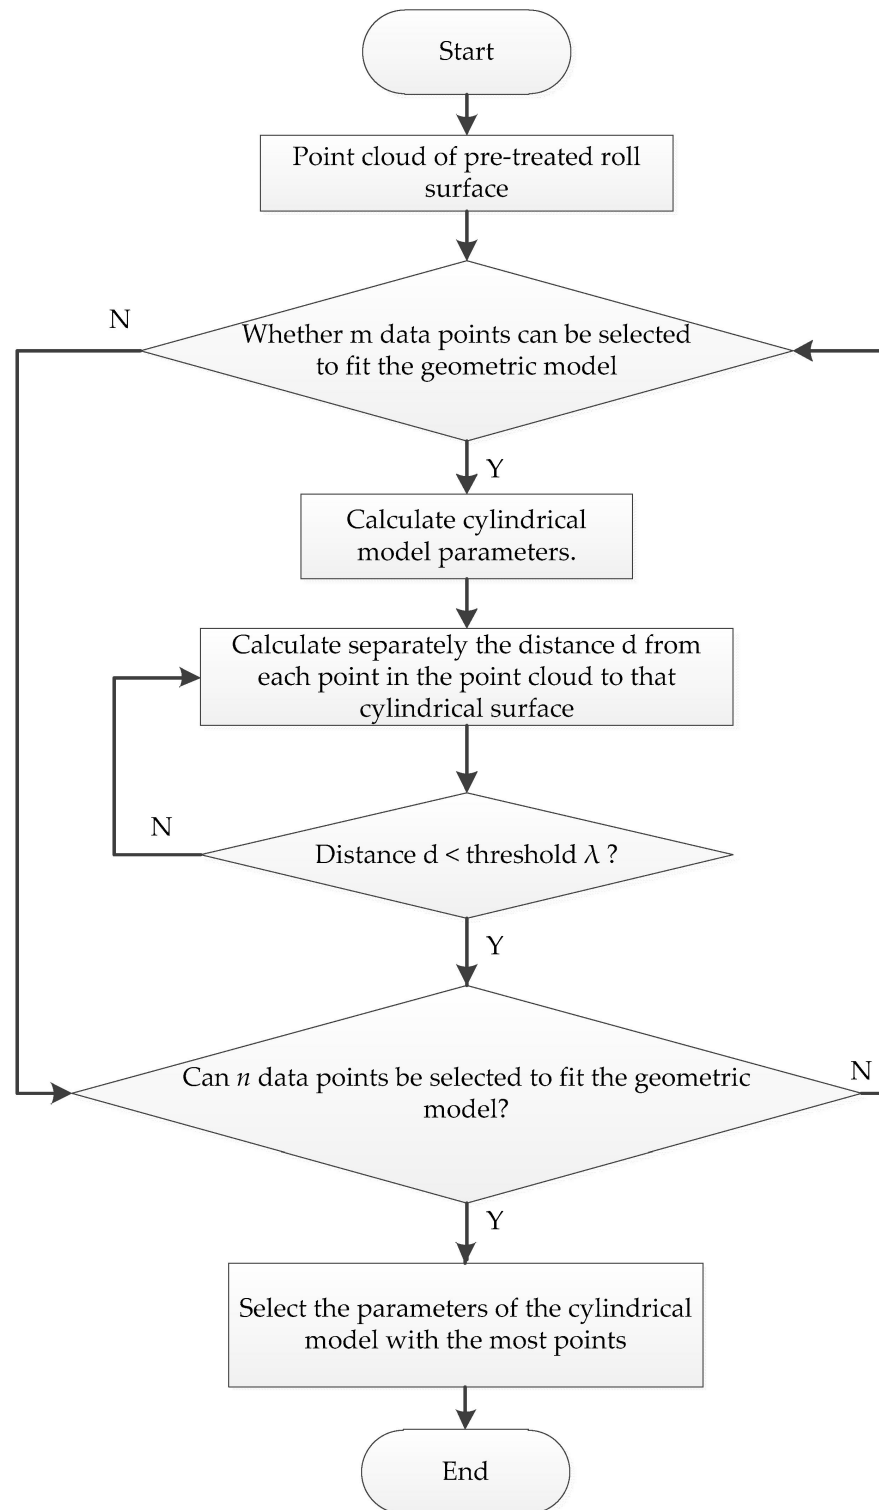 Start
Point cloud of pre-treated roll
surface
N
Whether m data points can be selected
to fit the geometric model
Y
Calculate cylindrical
model parameters.
Calculate separately the distance d from
each point in the point cloud to that
cylindrical surface
N
Distance d < threshold λ ?
Y
Can n data points be selected to fit the geometric
model?
N
Y
Select the parameters of the cylindrical
model with the most points
End